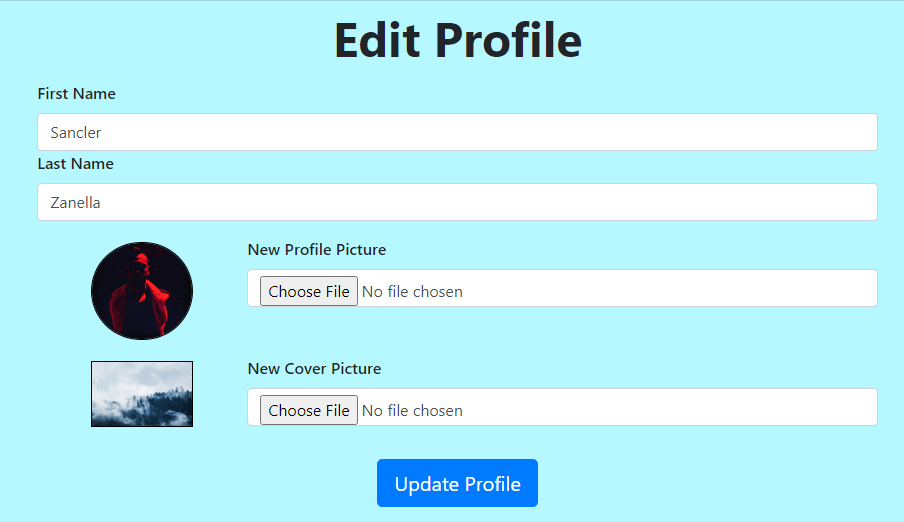 Edit Profile
First Name
Sancler
Last Name
Zanella
New Profile Picture
Choose File No file chosen
New Cover Picture
Choose File No file chosen
Update Profile